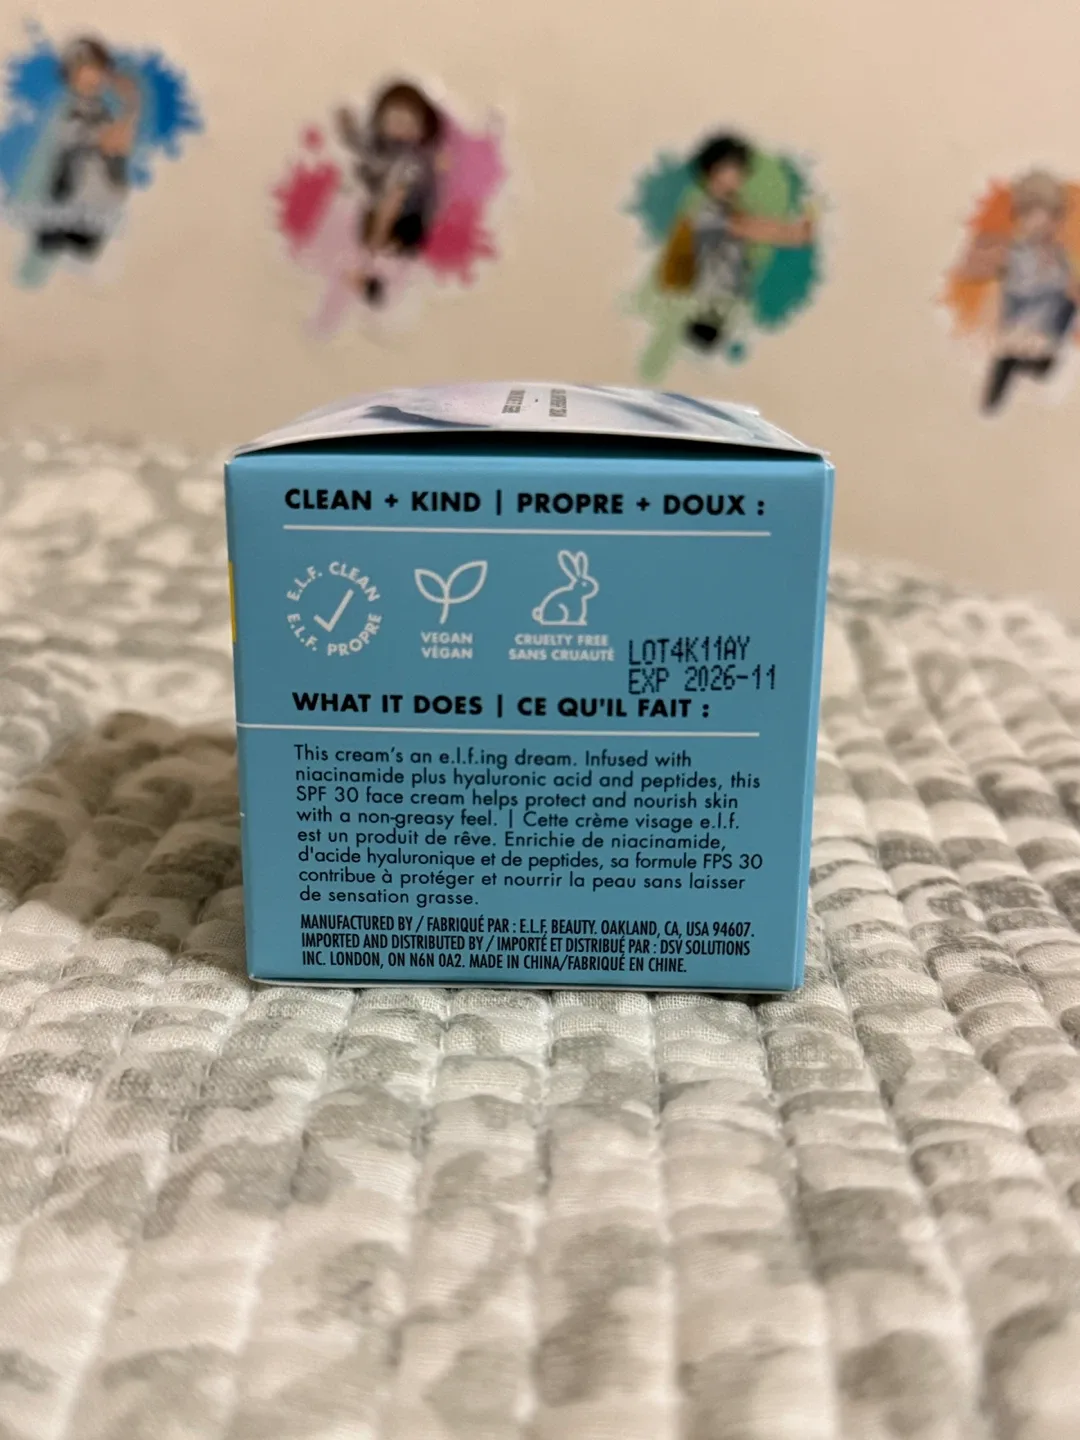 CLEAN + KIND | PROPRE + DOUX :
E.L.F. CLEAN
E.L.F. PROPRE
VEGAN
VÉGAN
CRUELTY FREE
SANS CRUAUTÉ
LOT4K11AY
EXP 2026-11
WHAT IT DOES | CE QU'IL FAIT :
This cream's an e.l.f.ing dream. Infused with
niacinamide plus hyaluronic acid and peptides, this
SPF 30 face cream helps protect and nourish skin
with a non-greasy feel. | Cette crème visage e.l.f.
est un produit de rêve. Enrichie de niacinamide,
d'acide hyaluronique et de peptides, sa formule FPS 30
contribue à protéger et nourrir la peau sans laisser
de sensation grasse.
MANUFACTURED BY / FABRIQUÉ PAR : E.L.F. BEAUTY. OAKLAND, CA, USA 94607.
IMPORTED AND DISTRIBUTED BY / IMPORTÉ ET DISTRIBUÉ PAR : DSV SOLUTIONS
INC. LONDON, ON N6N 0A2. MADE IN CHINA/FABRIQUÉ EN CHINE.